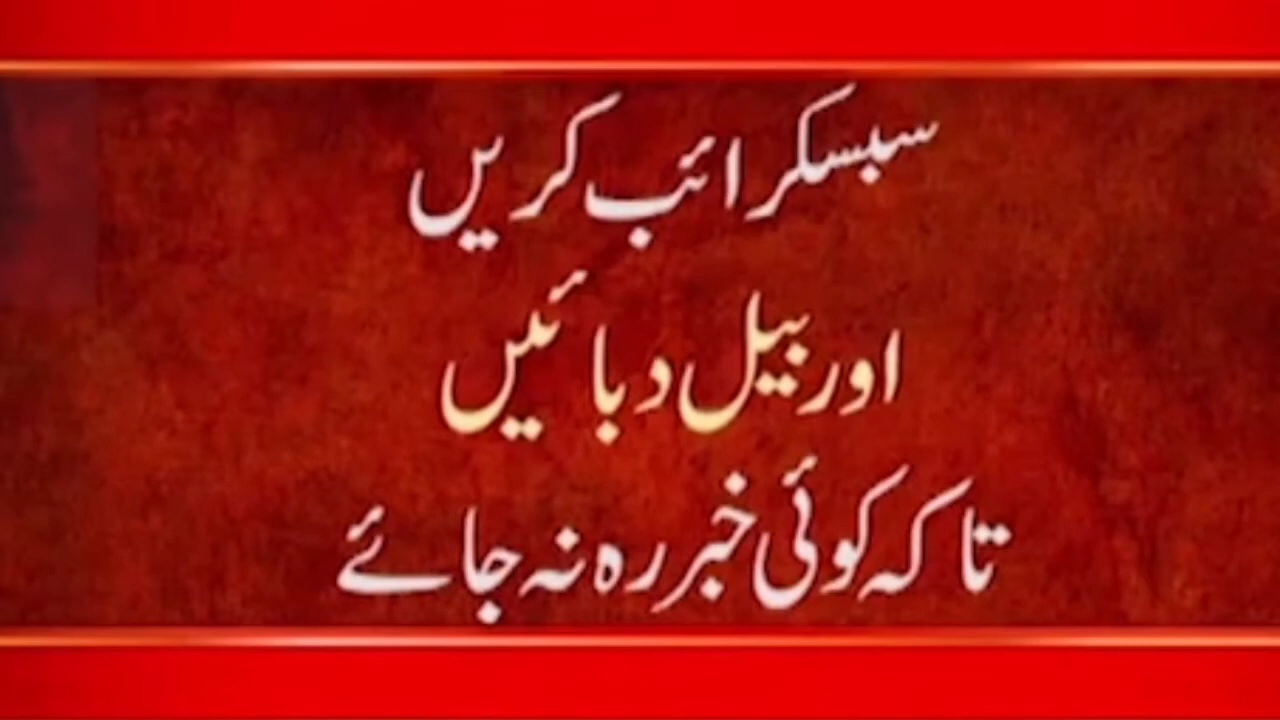 سبسکرائب کریں
اور بیل دبائیں
تاکہ کوئی خبر رہ نہ جائے